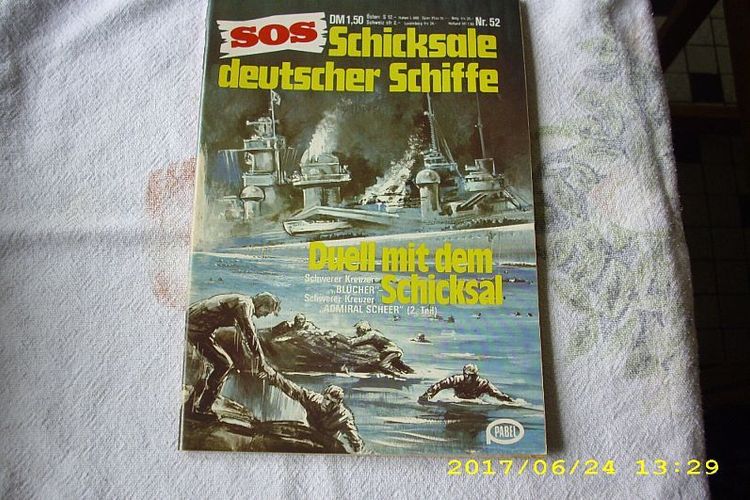 SOS
DM 1,50
Nr. 52
Schicksale
deutscher Schiffe
Duell mit dem
Schicksal
Schwerer Kreuzer
„BLÜCHER“
Schwerer Kreuzer
„ADMIRAL SCHEER“ (2. Teil)
PABEL
2017/06/24 13:29